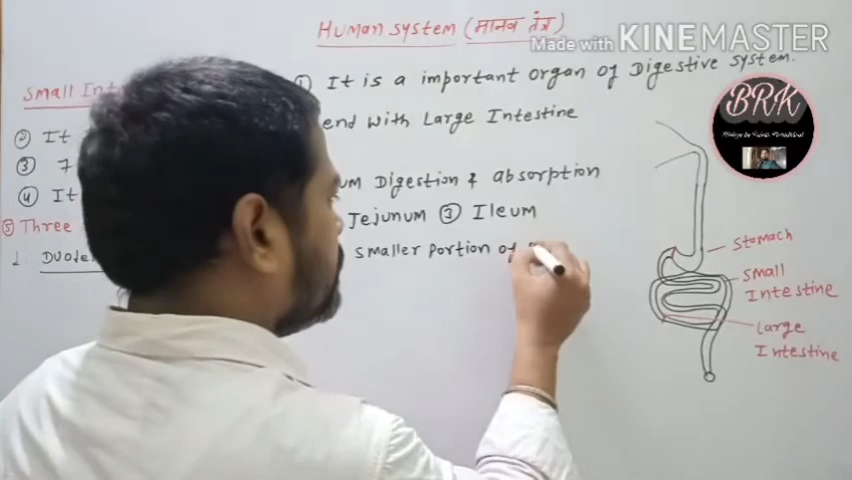 Human System (मानव तंत्र)
Made with KINEMASTER
Small Int
① It is a important organ of Digestive system.
② It
end with Large Intestine
③ 7
④ It
um Digestion & absorption
⑤ Three
Jejunum ③ Ileum
1. Duode
smaller portion of
BRK
Stomach
Small
Intestine
Large
Intestine